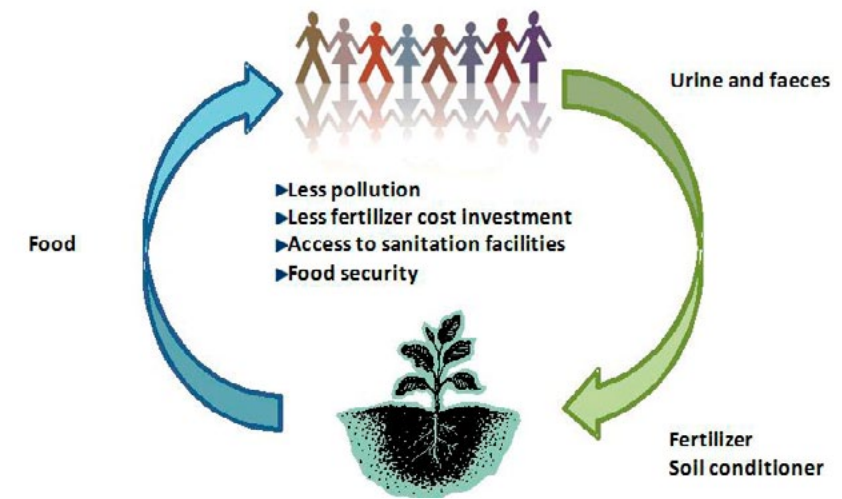 Urine and faeces
►Less pollution
►Less fertilizer cost investment
►Access to sanitation facilities
►Food security
Food
Fertilizer
Soil conditioner